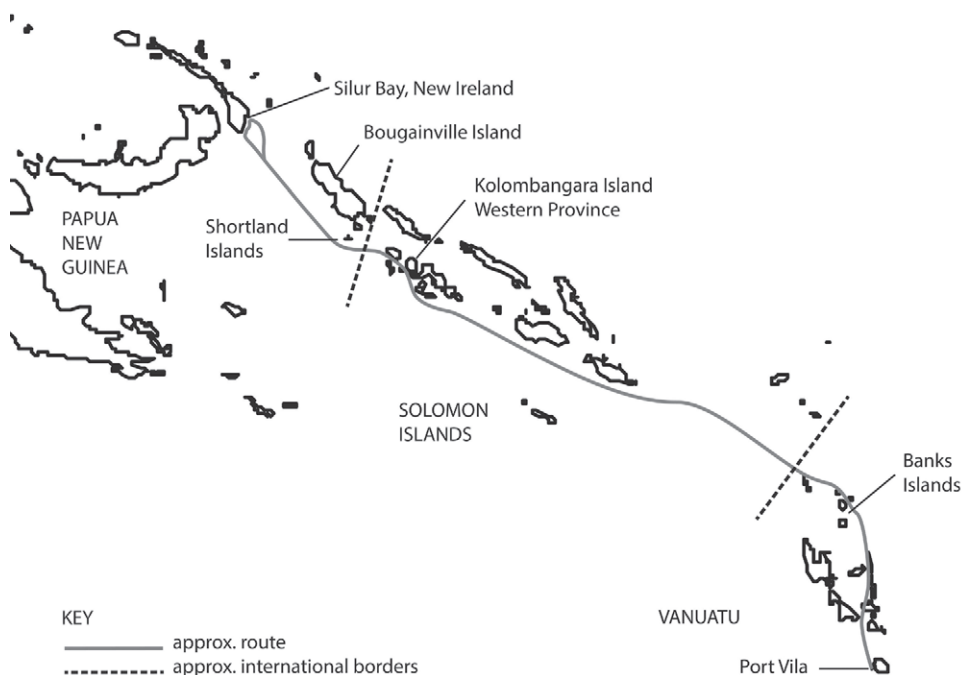 Silur Bay, New Ireland
Bougainville Island
Kolombangara Island
Western Province
PAPUA
NEW
GUINEA
Shortland
Islands
SOLOMON
ISLANDS
Banks
Islands
KEY
VANUATU
approx. route
approx. international borders
Port Vila